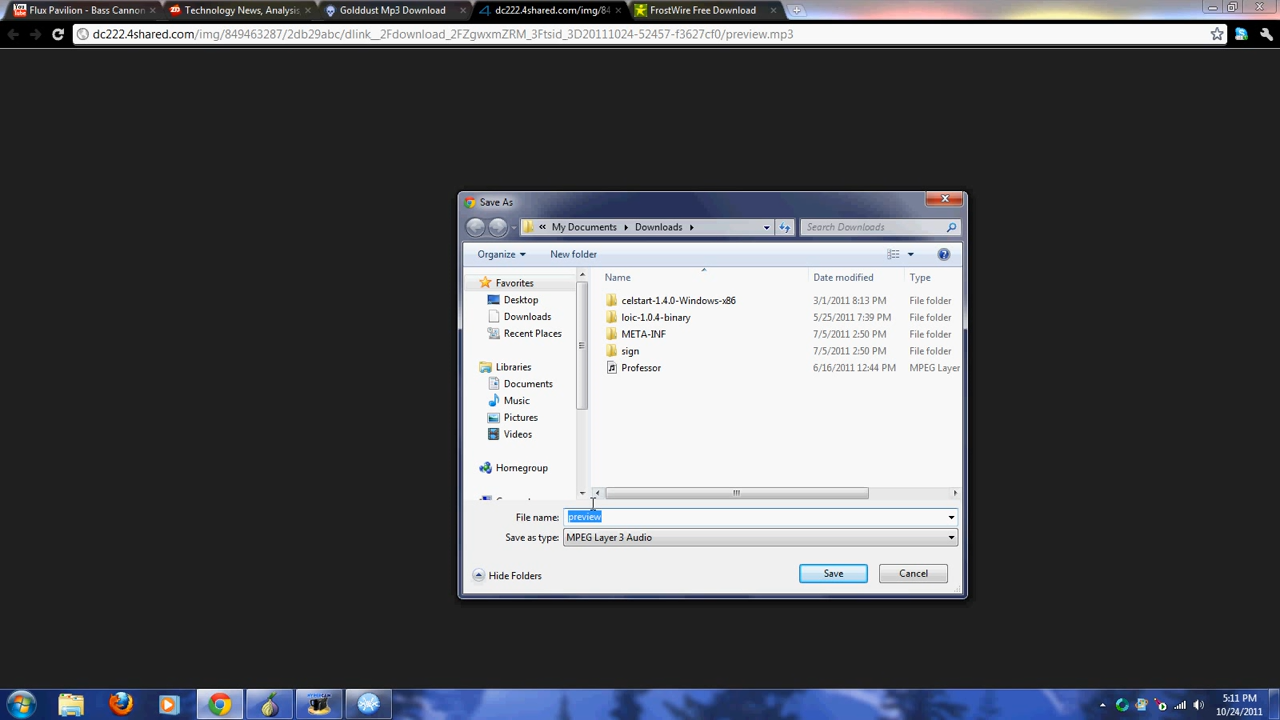 Flux Pavilion - Bass Cannon
Technology News, Analysis
Golddust Mp3 Download
dc222.4shared.com/img/84
FrostWire Free Download
dc222.4shared.com/img/849463287/2db29abc/dlink__2Fdownload_2FZgwxmZRM_3Ftsid_3D20111024-52457-f3627cf0/preview.mp3
Save As
« My Documents Downloads
Search Downloads
Organize
New folder
Name Date modified Type
Favorites
Desktop
Downloads
Recent Places
Libraries
Documents
Music
Pictures
Videos
Homegroup
celstart-1.4.0-Windows-x86 3/1/2011 8:13 PM File folder
loic-1.0.4-binary 5/25/2011 7:39 PM File folder
META-INF 7/5/2011 2:50 PM File folder
sign 7/5/2011 2:50 PM File folder
Professor 6/16/2011 12:44 PM MPEG Layer
File name: preview
Save as type: MPEG Layer 3 Audio
Hide Folders
Save
Cancel
5:11 PM
10/24/2011